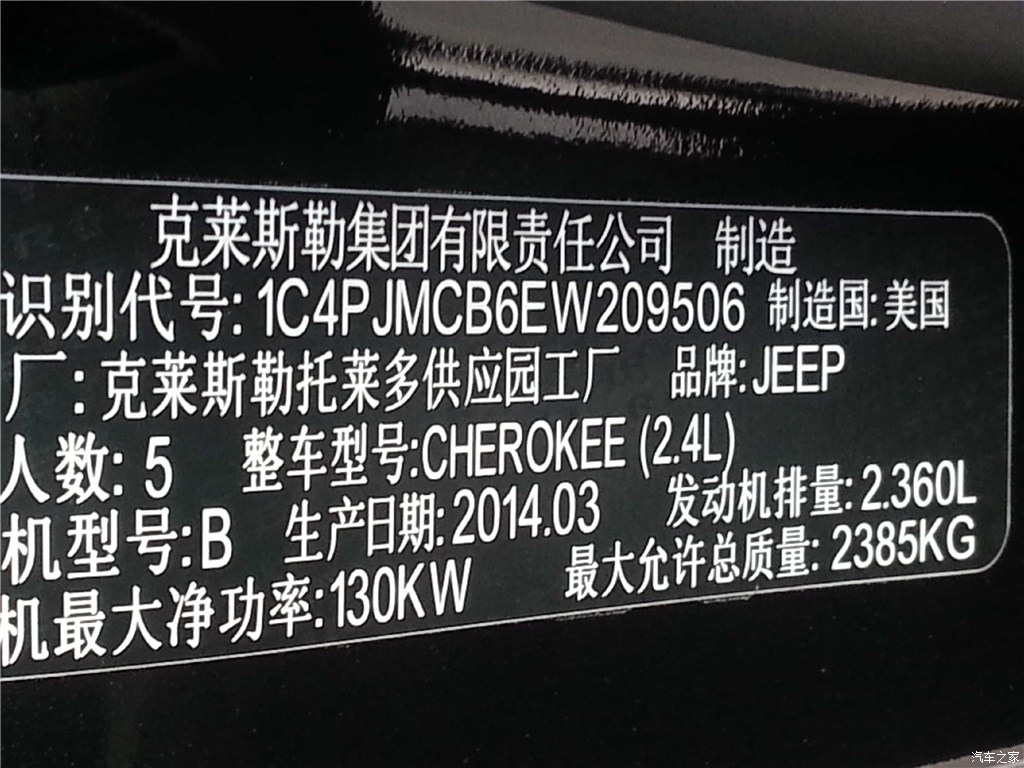 克莱斯勒集团有限责任公司 制造
识别代号: 1C4PJMCB6EW209506 制造国: 美国
厂: 克莱斯勒托莱多供应园工厂 品牌: JEEP
人数: 5 整车型号:CHEROKEE (2.4L)
机型号:B 生产日期: 2014.03 发动机排量: 2.360L
机最大净功率:130KW 最大允许总质量: 2385KG
汽车之家